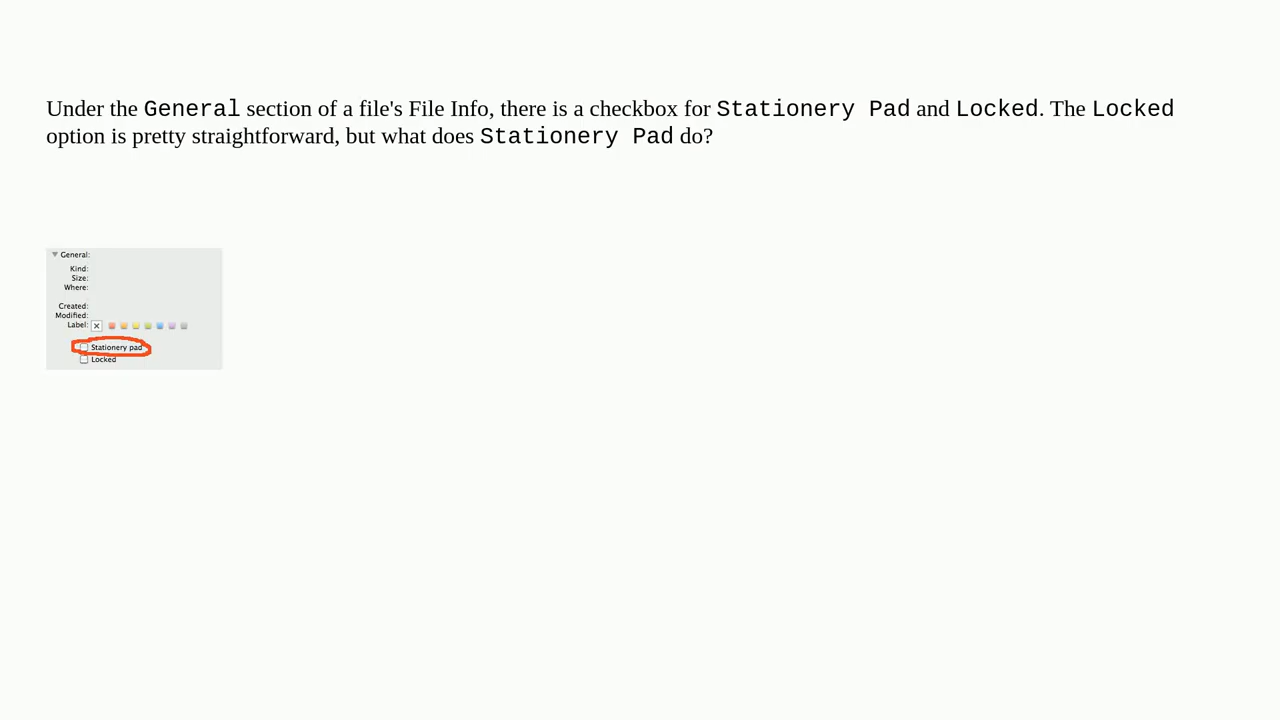 Under the General section of a file's File Info, there is a checkbox for Stationery Pad and Locked. The Locked
option is pretty straightforward, but what does Stationery Pad do?
General:
Kind:
Size:
Where:
Created:
Modified:
Label:
Stationery pad
Locked